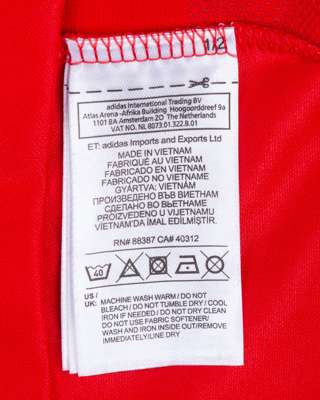 1/2
adidas International Trading BV
Atlas Arena -Afrika Building Hoogoorddreef 9a
1101 BA Amsterdam ZO The Netherlands
VAT NO. NL 8073.01.322.B.01
ET: adidas Imports and Exports Ltd
MADE IN VIETNAM
FABRIQUÉ AU VIETNAM
FABRICADO EN VIETNAM
FABRICADO NO VIETNAME
GYÁRTVA: VIETNÁM
ПРОИЗВЕДЕНО ВЪВ ВИЕТНАМ
СДЕЛАНО ВО ВЬЕТНАМЕ
PROIZVEDENO U VIJETNAMU
VIETNAM'DA İMAL EDİLMİŞTİR.
RN# 88387 CA# 40312
40
US / UK: MACHINE WASH WARM / DO NOT
BLEACH / DO NOT TUMBLE DRY / COOL
IRON IF NEEDED / DO NOT DRY CLEAN
DO NOT USE FABRIC SOFTENER/
WASH AND IRON INSIDE OUT/REMOVE
IMMEDIATELY/LINE DRY